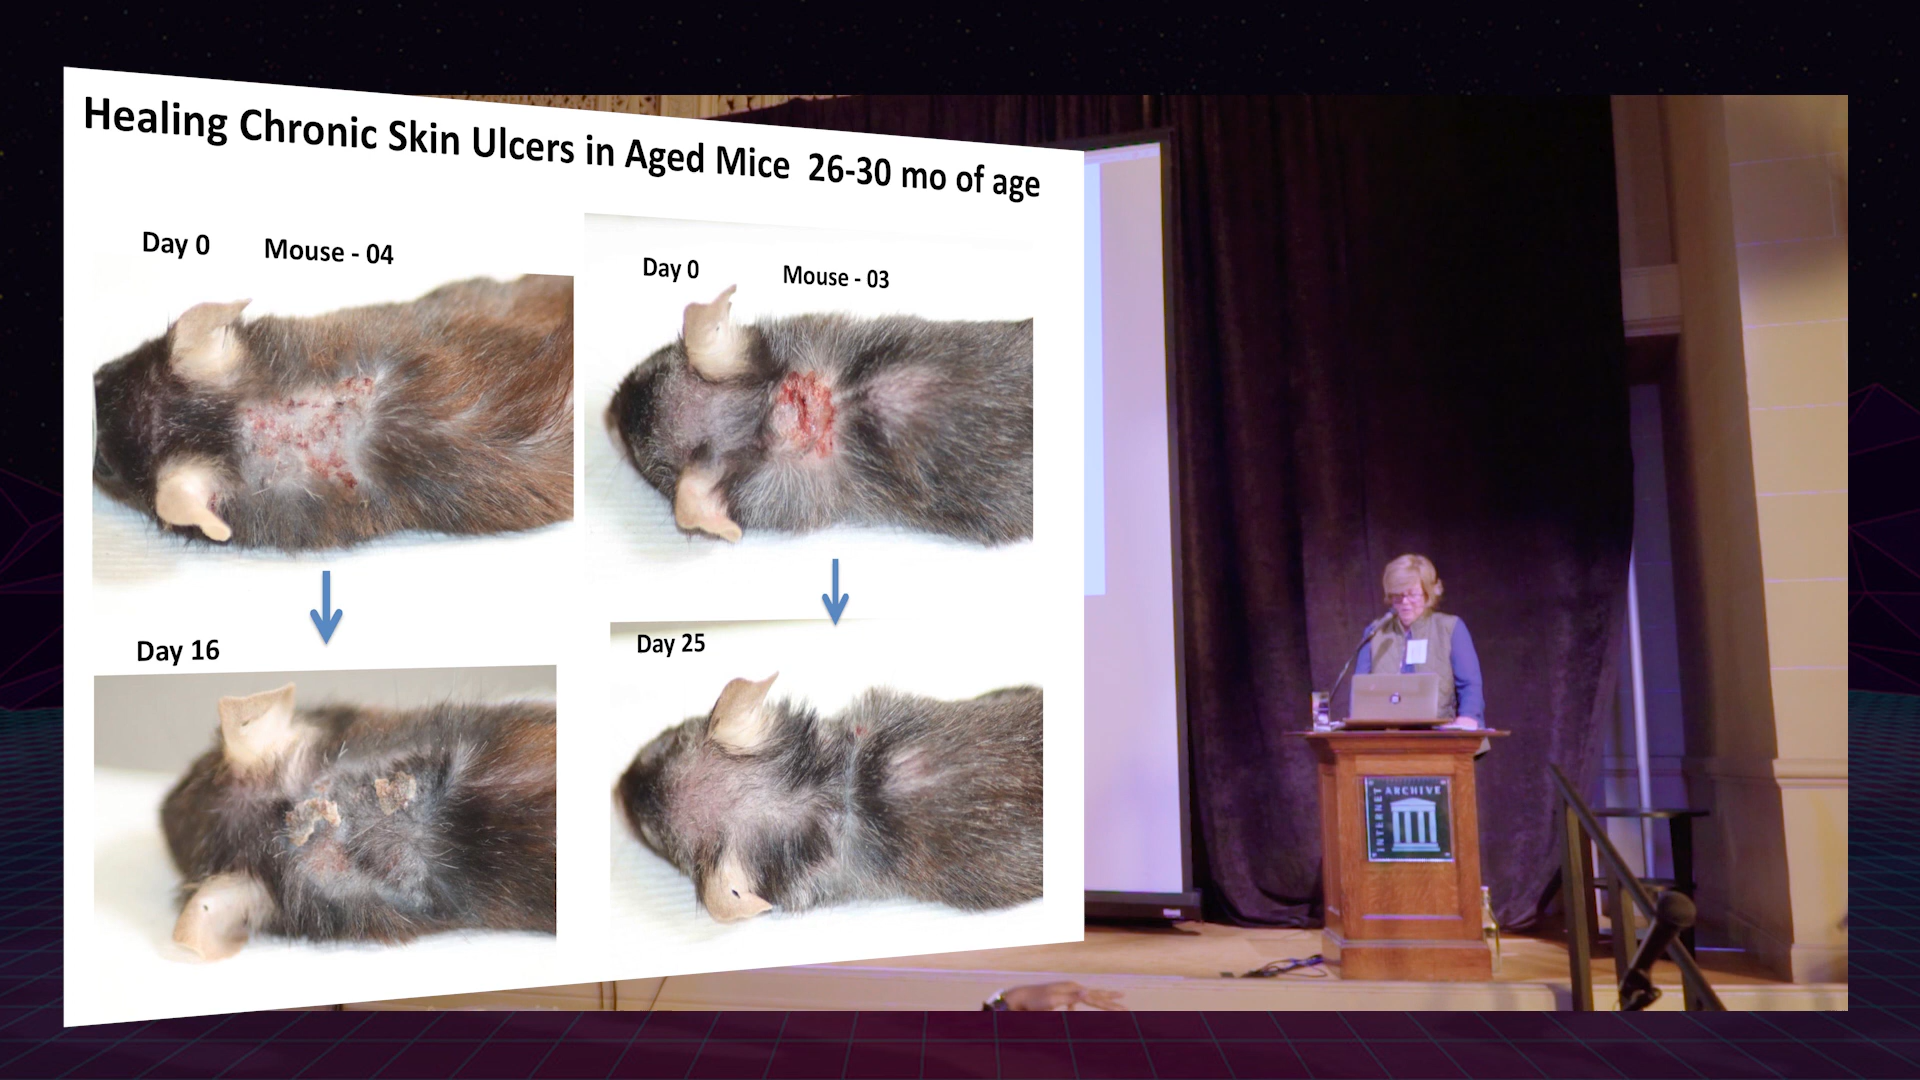 Healing Chronic Skin Ulcers in Aged Mice 26-30 mo of age
Day 0 Mouse - 04
Day 0 Mouse - 03
Day 16
Day 25
INTERNET ARCHIVE